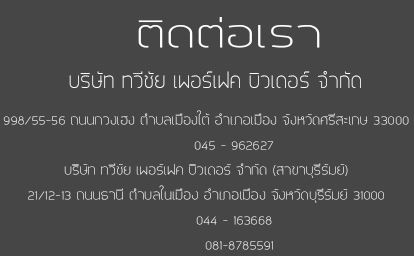 ติดต่อเรา
บริษัท ทวีชัย เพอร์เฟค บิวเดอร์ จำกัด
998/55-56 ถนนกวงเฮง ตำบลเมืองใต้ อำเภอเมือง จังหวัดศรีสะเกษ 33000
045 - 962627
บริษัท ทวีชัย เพอร์เฟค บิวเดอร์ จำกัด (สาขาบุรีรัมย์)
21/12-13 ถนนธานี ตำบลในเมือง อำเภอเมือง จังหวัดบุรีรัมย์ 31000
044 - 163668
081-8785591